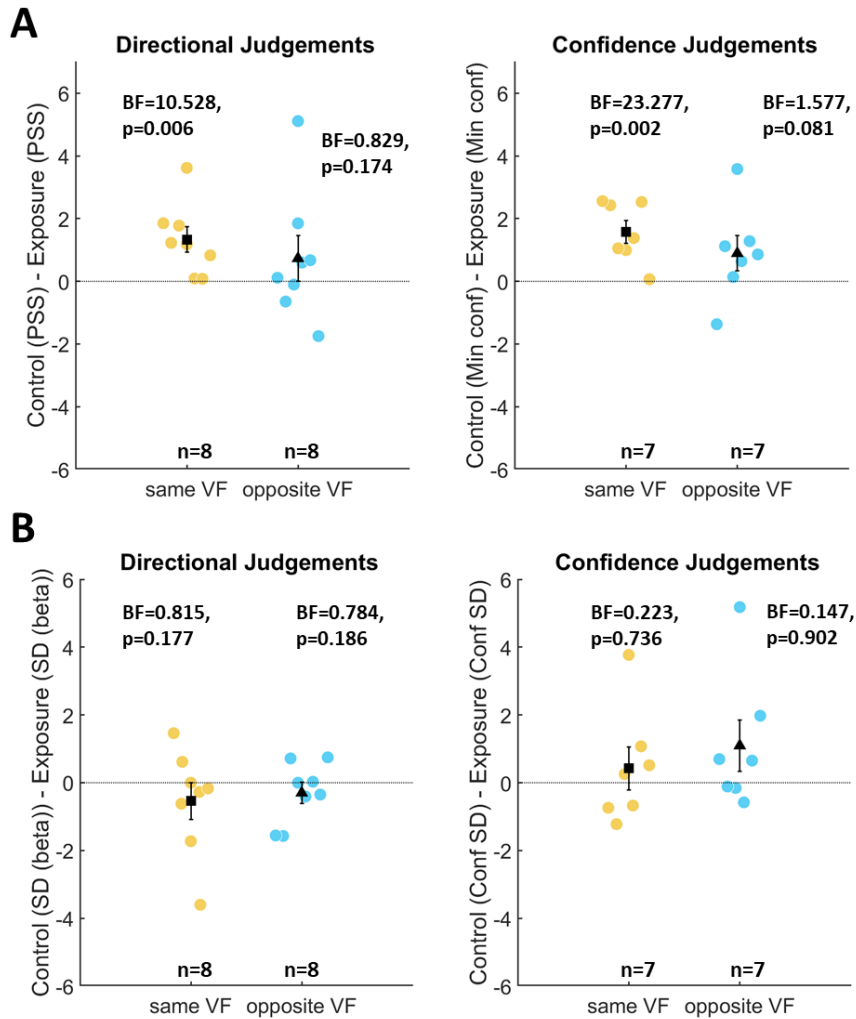 A
Directional Judgements
Control (PSS) - Exposure (PSS)
6
4
2
0
-2
-4
-6
BF=10.528,
p=0.006
BF=0.829,
p=0.174
n=8
n=8
same VF
opposite VF
Confidence Judgements
Control (Min conf) - Exposure (Min conf)
6
4
2
0
-2
-4
-6
BF=23.277,
p=0.002
BF=1.577,
p=0.081
n=7
n=7
same VF
opposite VF
B
Directional Judgements
Control (SD (beta)) - Exposure (SD (beta))
6
4
2
0
-2
-4
-6
BF=0.815,
p=0.177
BF=0.784,
p=0.186
n=8
n=8
same VF
opposite VF
Confidence Judgements
Control (Conf SD) - Exposure (Conf SD)
6
4
2
0
-2
-4
-6
BF=0.223,
p=0.736
BF=0.147,
p=0.902
n=7
n=7
same VF
opposite VF